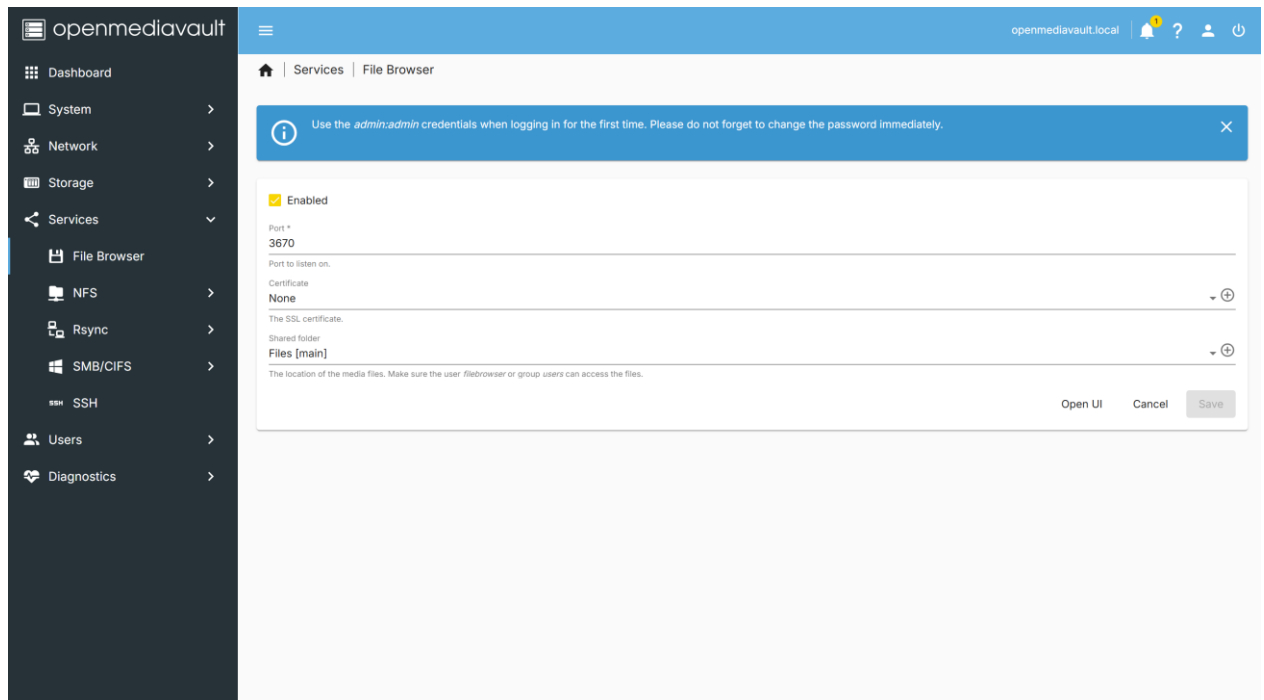 openmediavault
openmediavault.local
1
Dashboard
System
Network
Storage
Services
File Browser
NFS
Rsync
SMB/CIFS
SSH SSH
Users
Diagnostics
Services | File Browser
Use the admin:admin credentials when logging in for the first time. Please do not forget to change the password immediately.
Enabled
Port *
3670
Port to listen on.
Certificate
None
The SSL certificate.
Shared folder
Files [main]
The location of the media files. Make sure the user filebrowser or group users can access the files.
Open UI Cancel Save